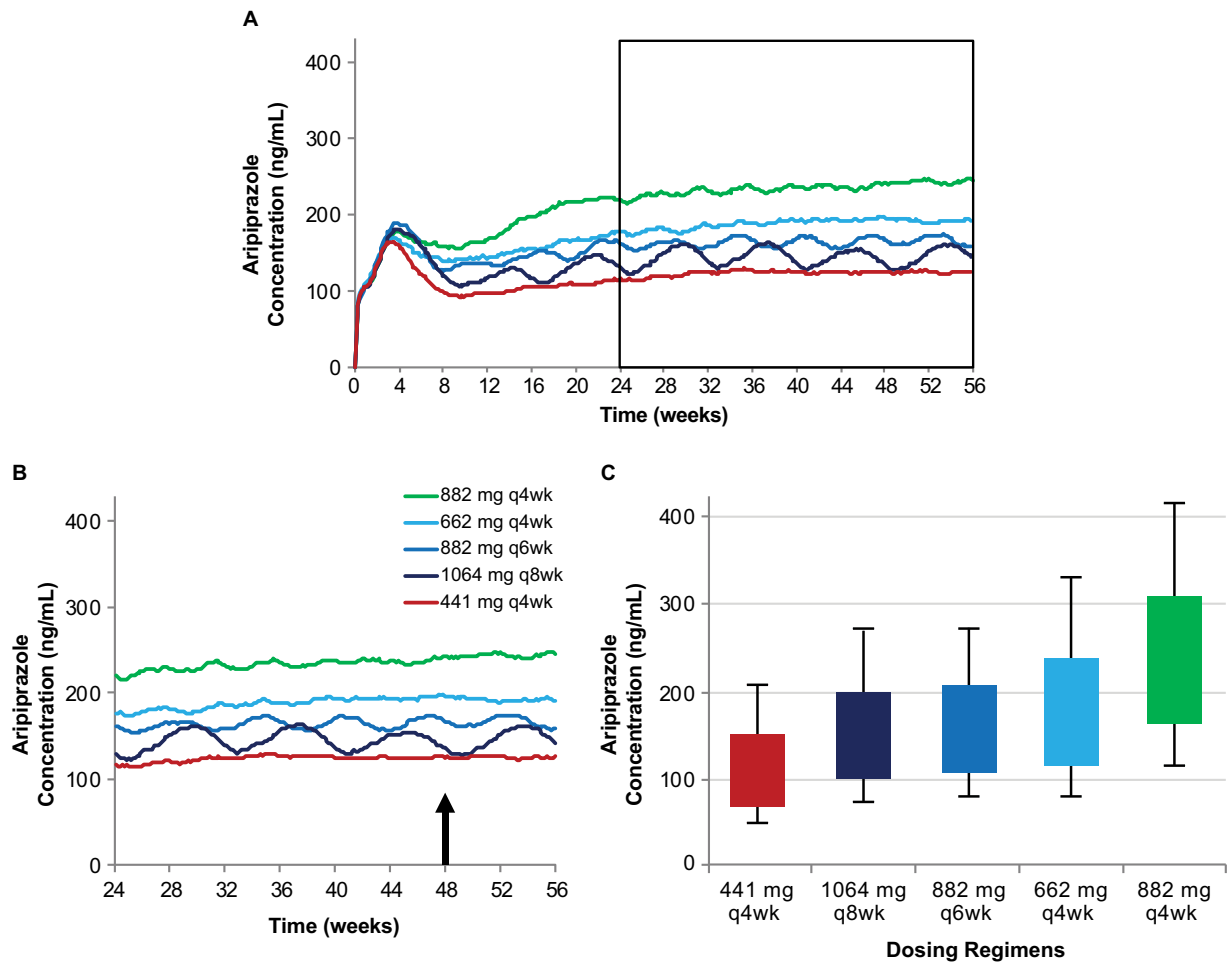 A
Aripiprazole
Concentration (ng/mL)
400
300
200
100
0
0 4 8 12 16 20 24 28 32 36 40 44 48 52 56
Time (weeks)
B
Aripiprazole
Concentration (ng/mL)
400
300
200
100
0
882 mg q4wk
662 mg q4wk
882 mg q6wk
1064 mg q8wk
441 mg q4wk
24 28 32 36 40 44 48 52 56
Time (weeks)
C
Aripiprazole
Concentration (ng/mL)
400
300
200
100
0
441 mg 1064 mg 882 mg 662 mg 882 mg
q4wk q8wk q6wk q4wk q4wk
Dosing Regimens